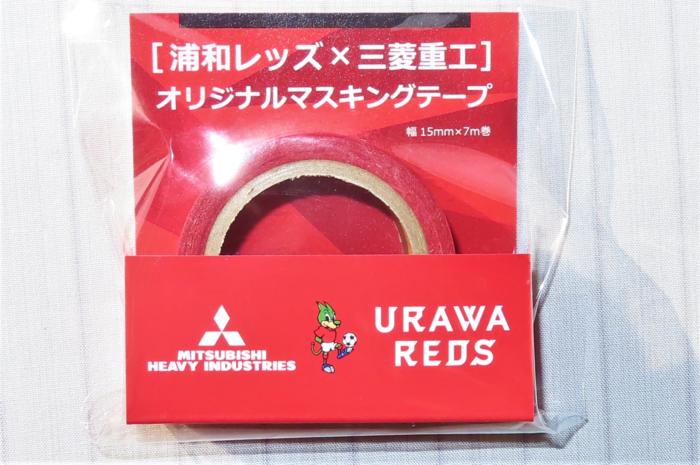 [浦和レッズ×三菱重工]
オリジナルマスキングテープ
幅 15mm×7m巻
MITSUBISHI
HEAVY INDUSTRIES
URAWA
REDS